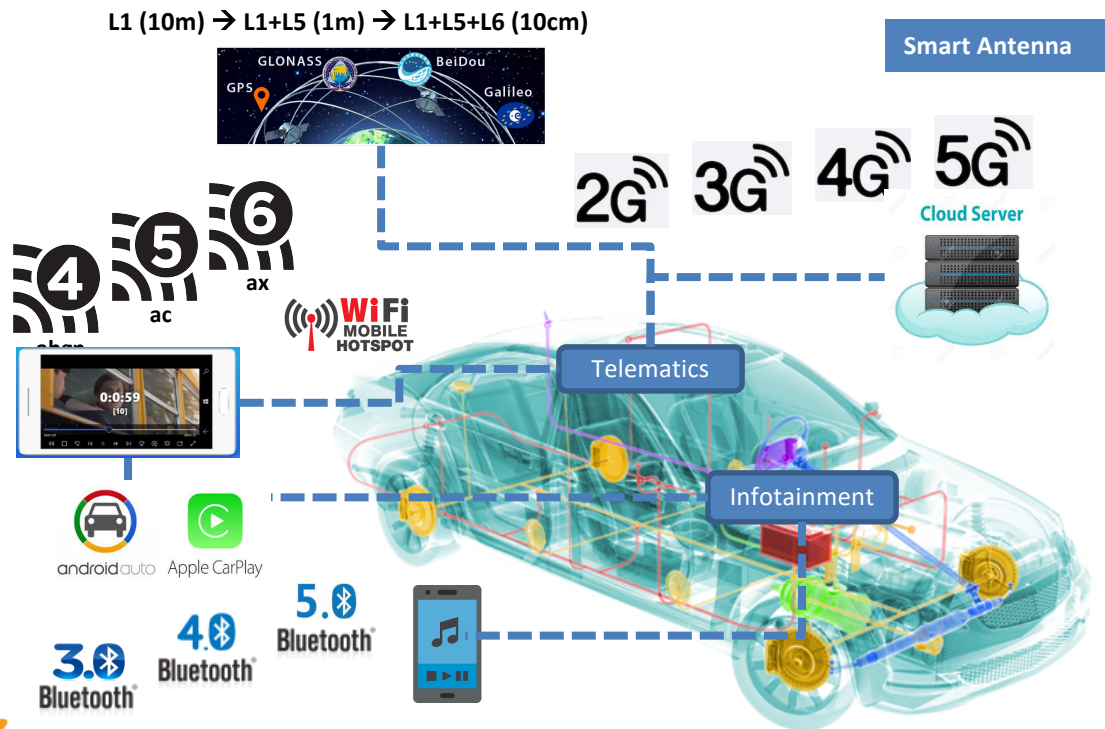 L1 (10m) → L1+L5 (1m) → L1+L5+L6 (10cm)
Smart Antenna
GLONASS
BeiDou
GPS
Galileo
2G
3G
4G
5G
Cloud Server
6
ax
5
ac
4
WiFi
MOBILE
HOTSPOT
Telematics
0:0:59
[10]
Infotainment
androidauto
Apple CarPlay
5.0
Bluetooth
4.0
Bluetooth
3.0
Bluetooth